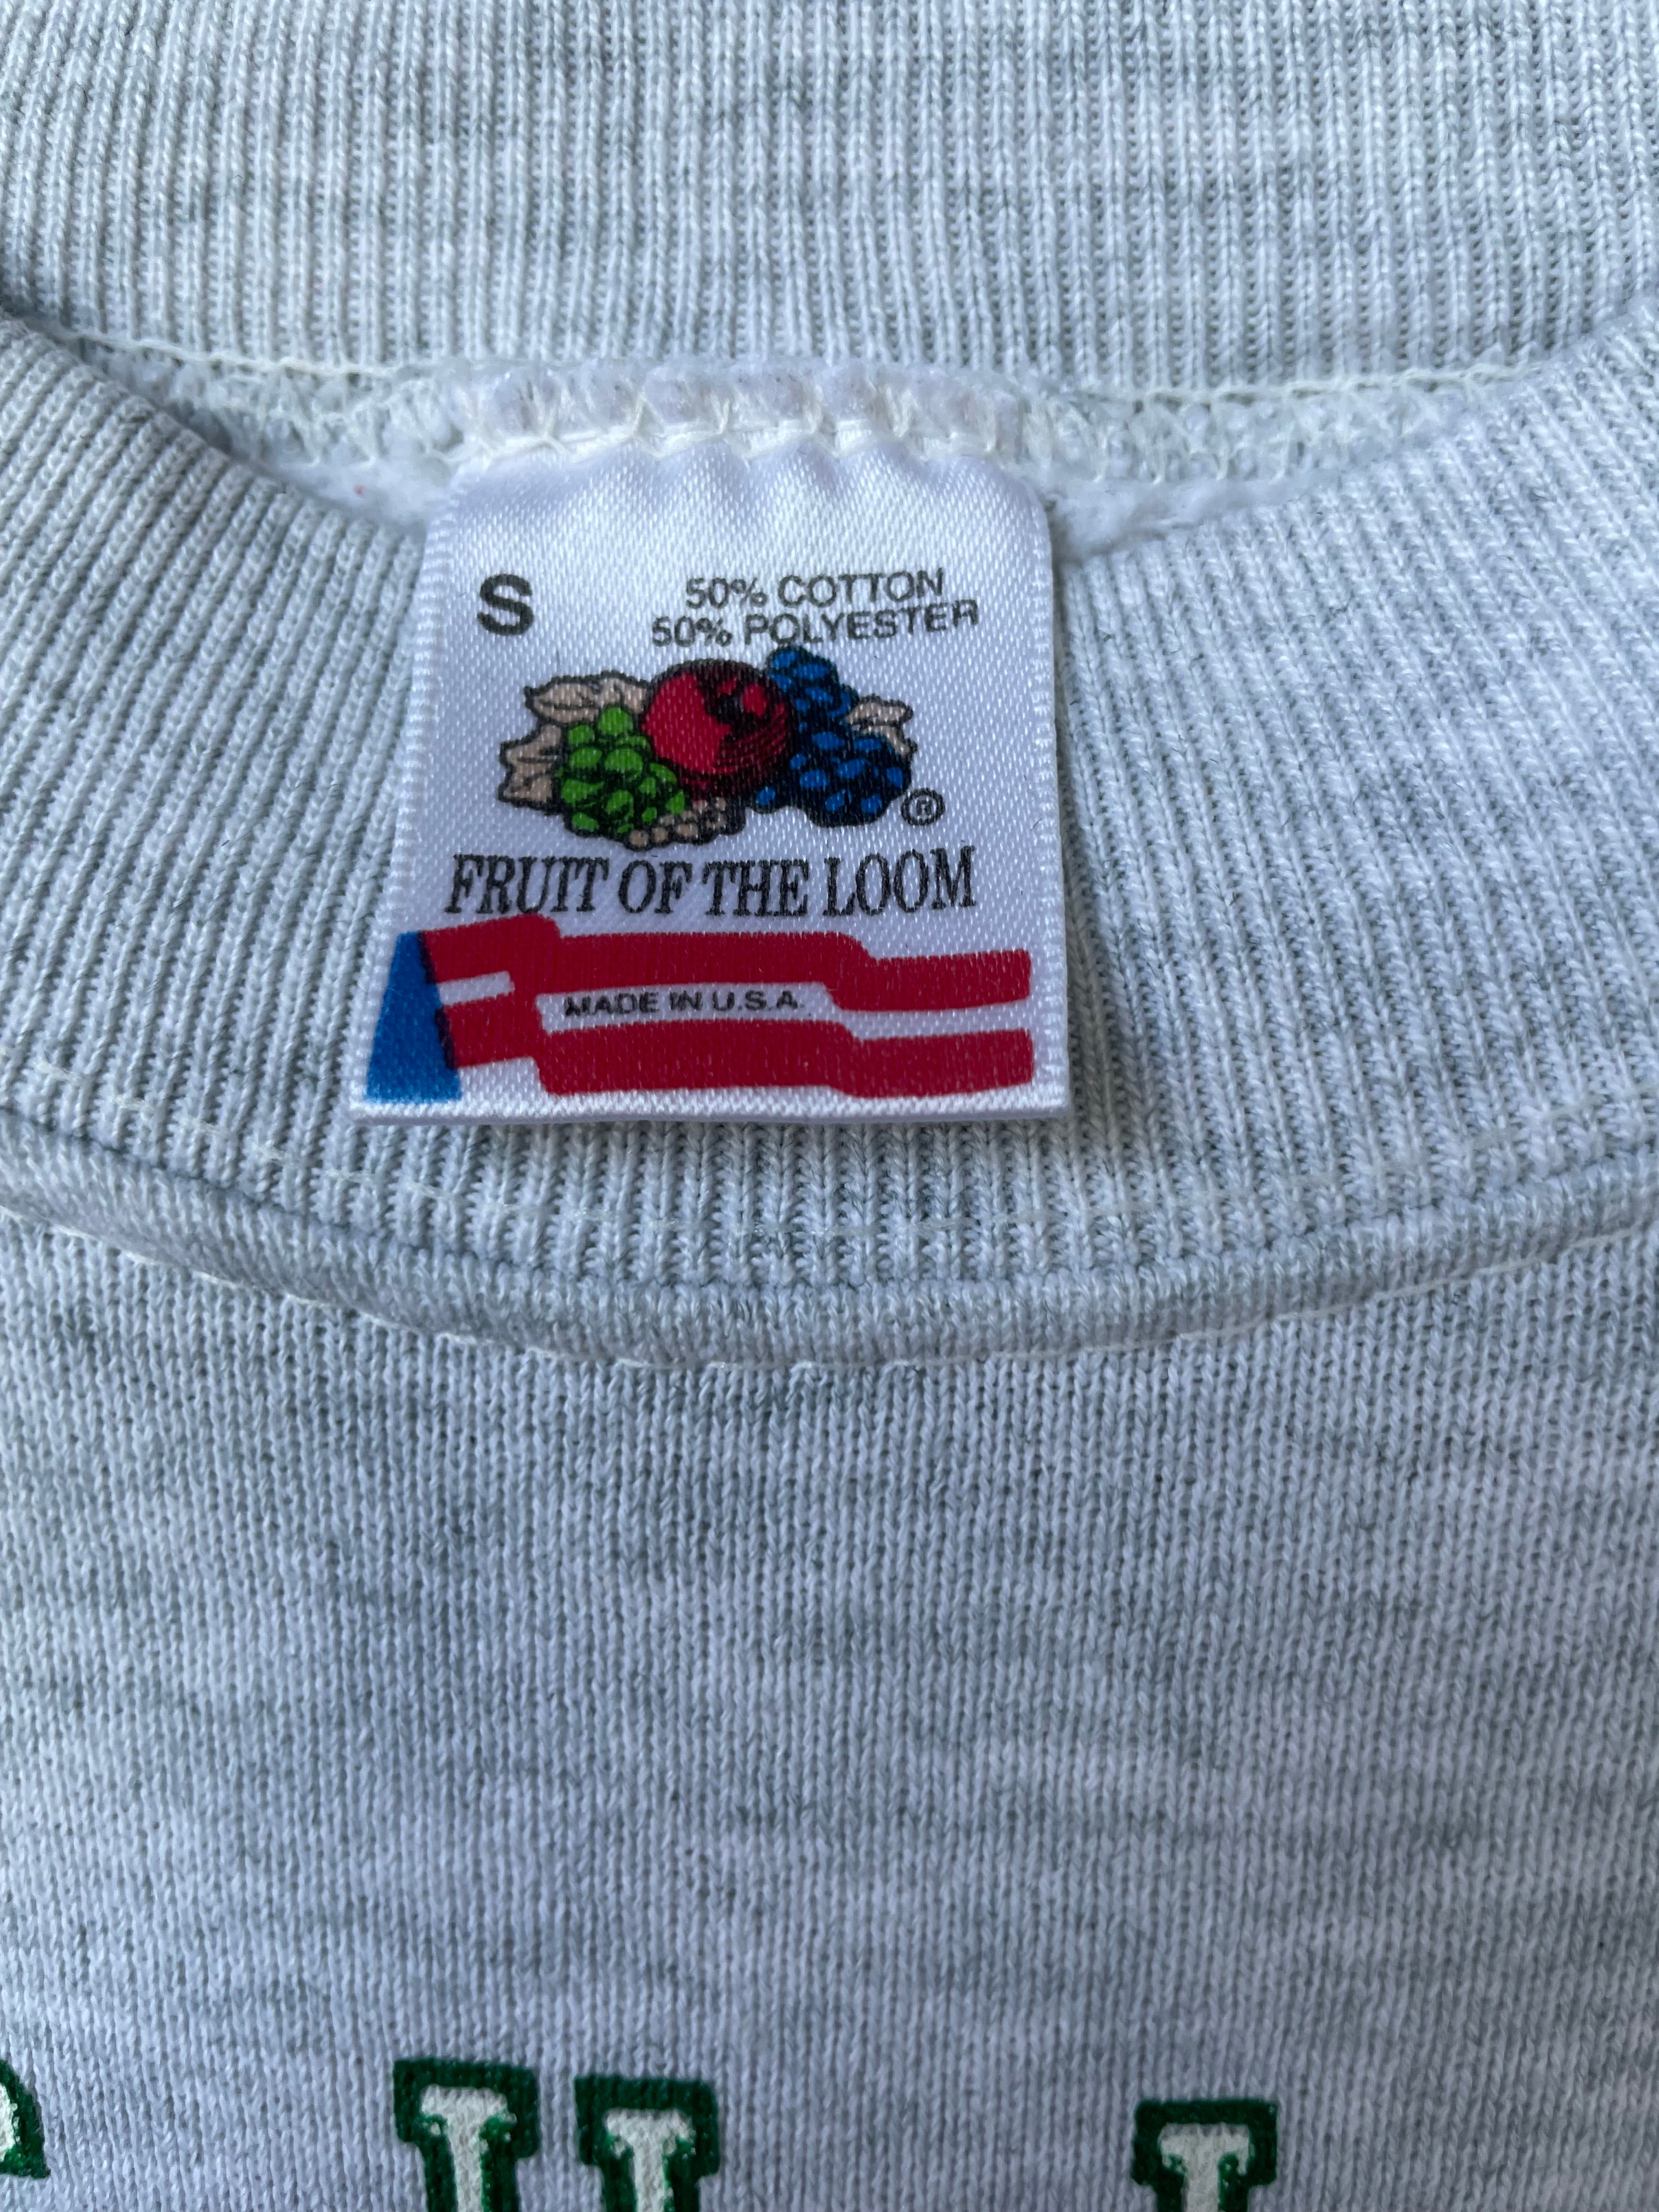 S
50% COTTON
50% POLYESTER
®
FRUIT OF THE LOOM
MADE IN U.S.A.